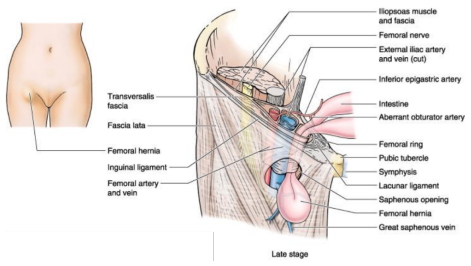 Iliopsoas muscle
and fascia
Femoral nerve
External iliac artery
and vein (cut)
Inferior epigastric artery
Transversalis
fascia
Fascia lata
Femoral hernia
Inguinal ligament
Femoral artery
and vein
Intestine
Aberrant obturator artery
Femoral ring
Pubic tubercle
Symphysis
Lacunar ligament
Saphenous opening
Femoral hernia
Great saphenous vein
Late stage